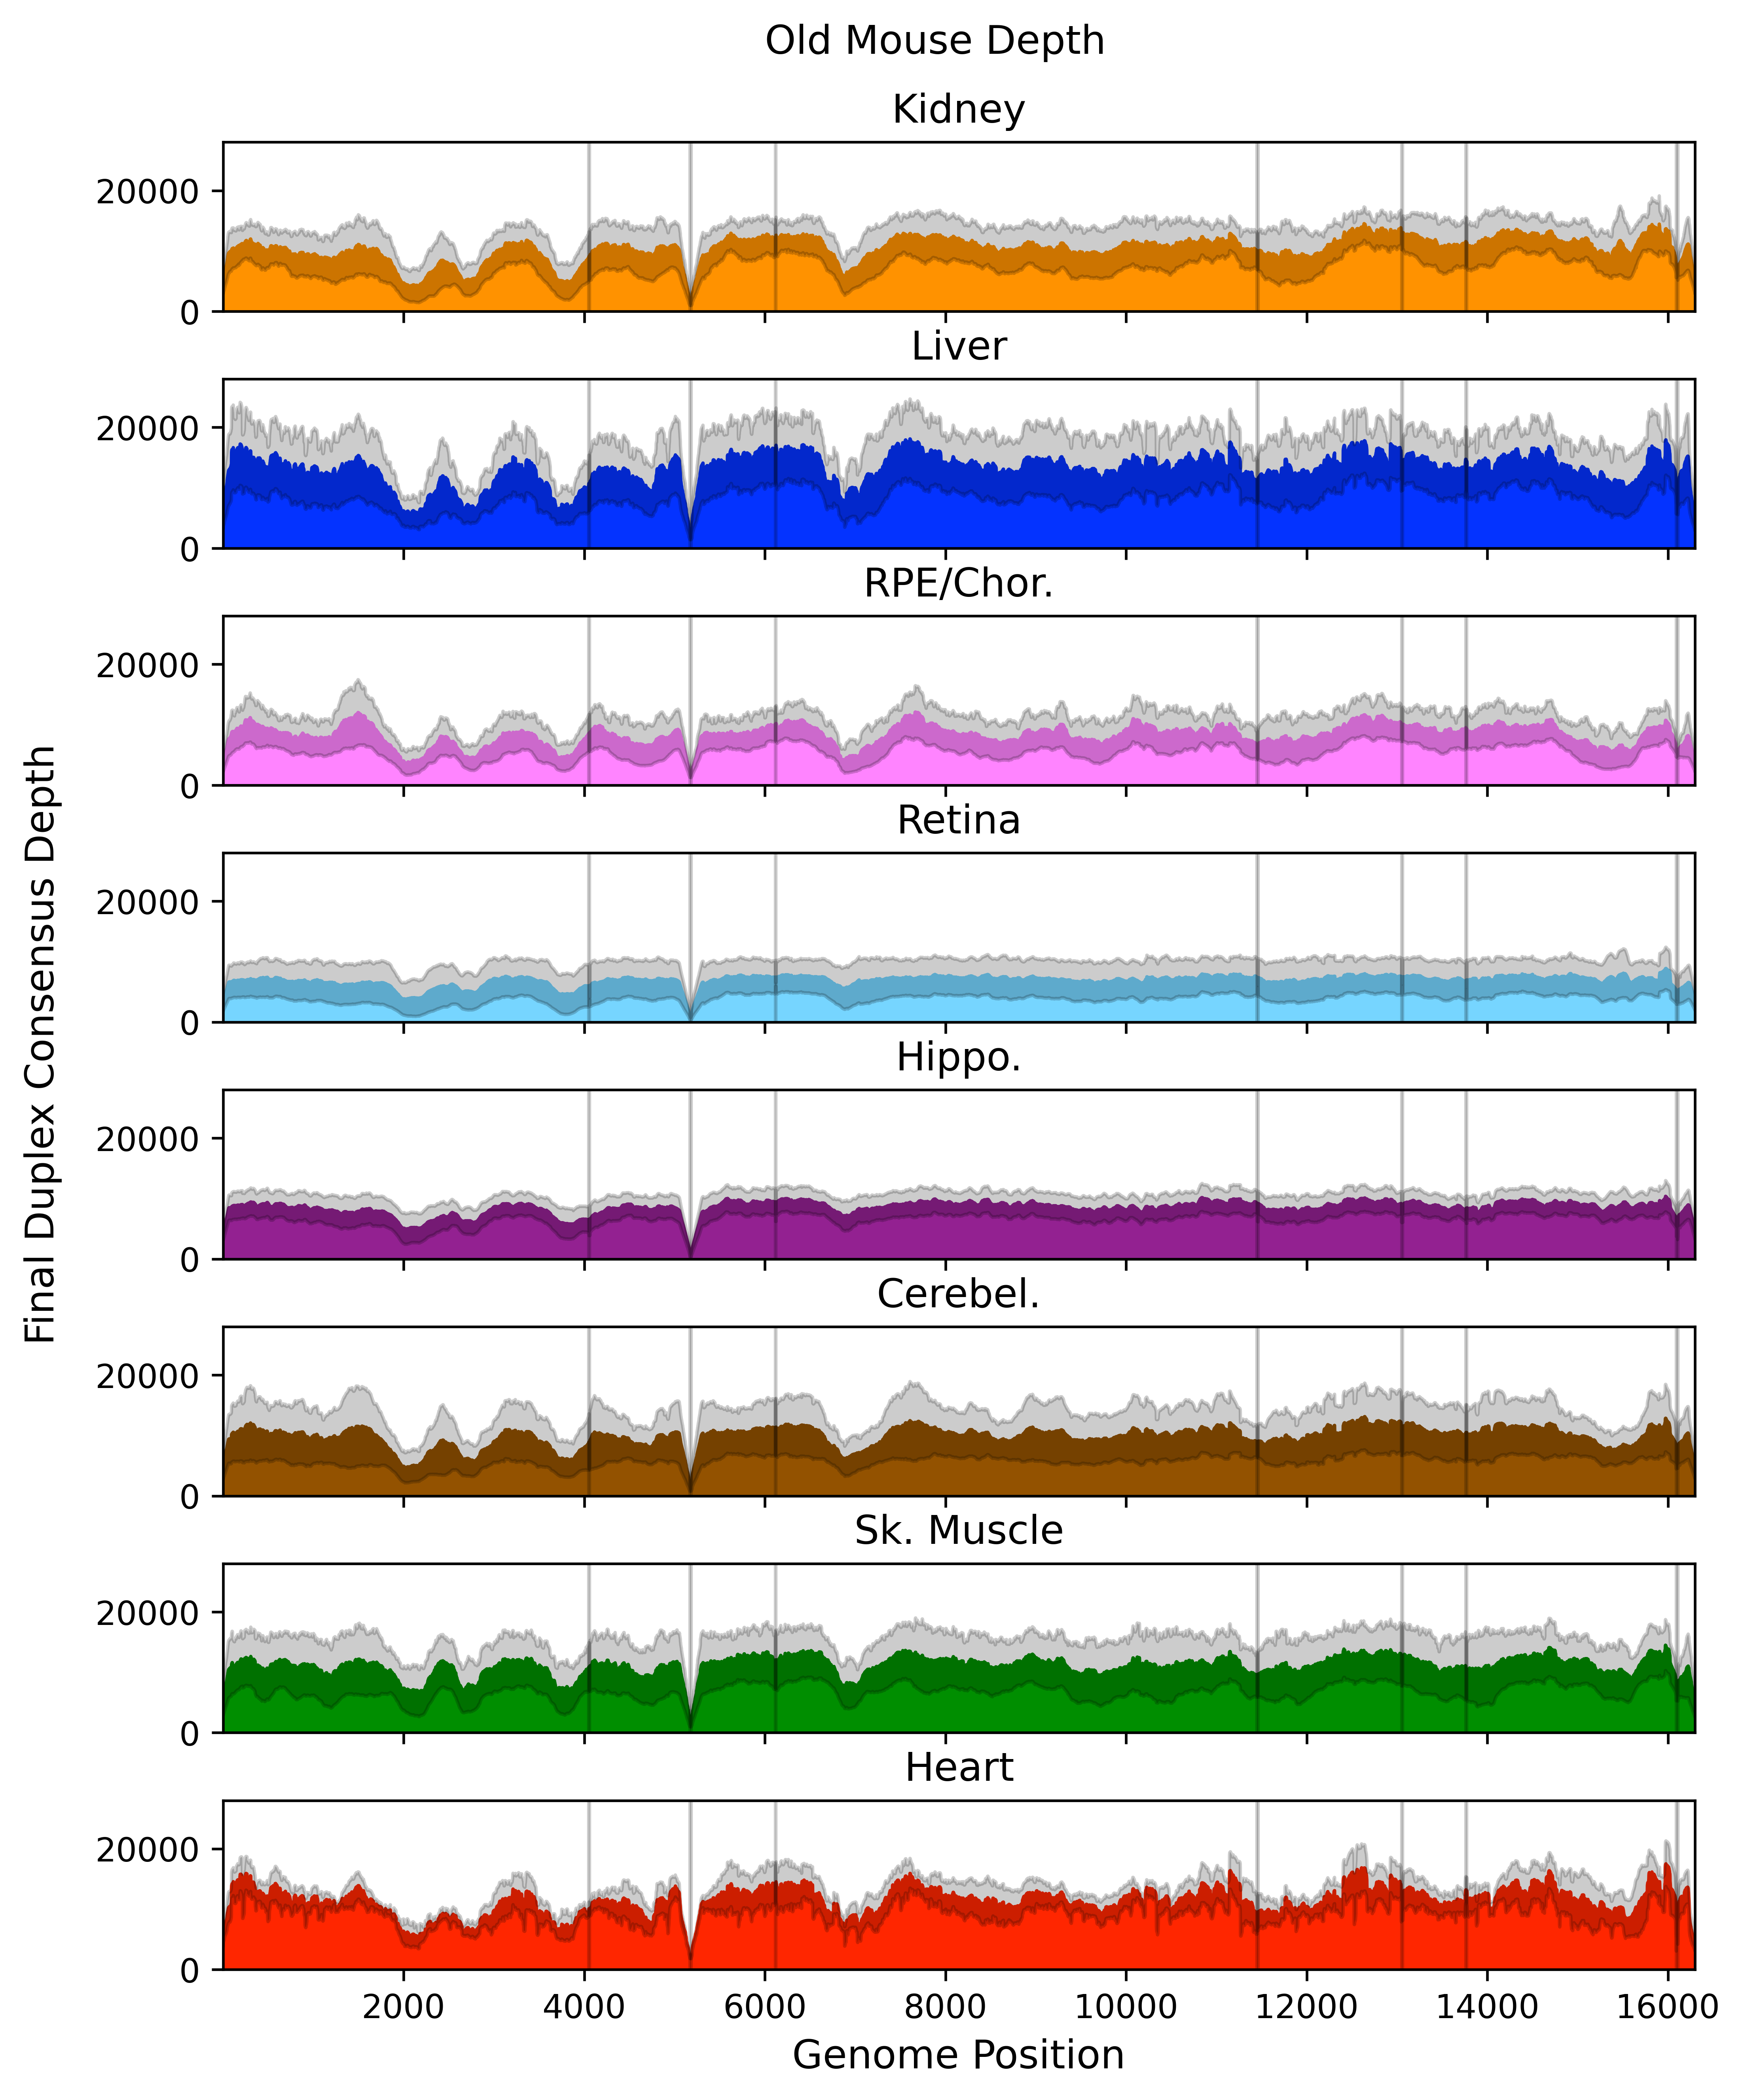 Old Mouse Depth
Kidney
20000
0
Liver
20000
0
RPE/Chor.
20000
0
Retina
20000
0
Hippo.
20000
0
Cerebel.
20000
0
Sk. Muscle
20000
0
Heart
20000
0
2000 4000 6000 8000 10000 12000 14000 16000
Genome Position
Final Duplex Consensus Depth